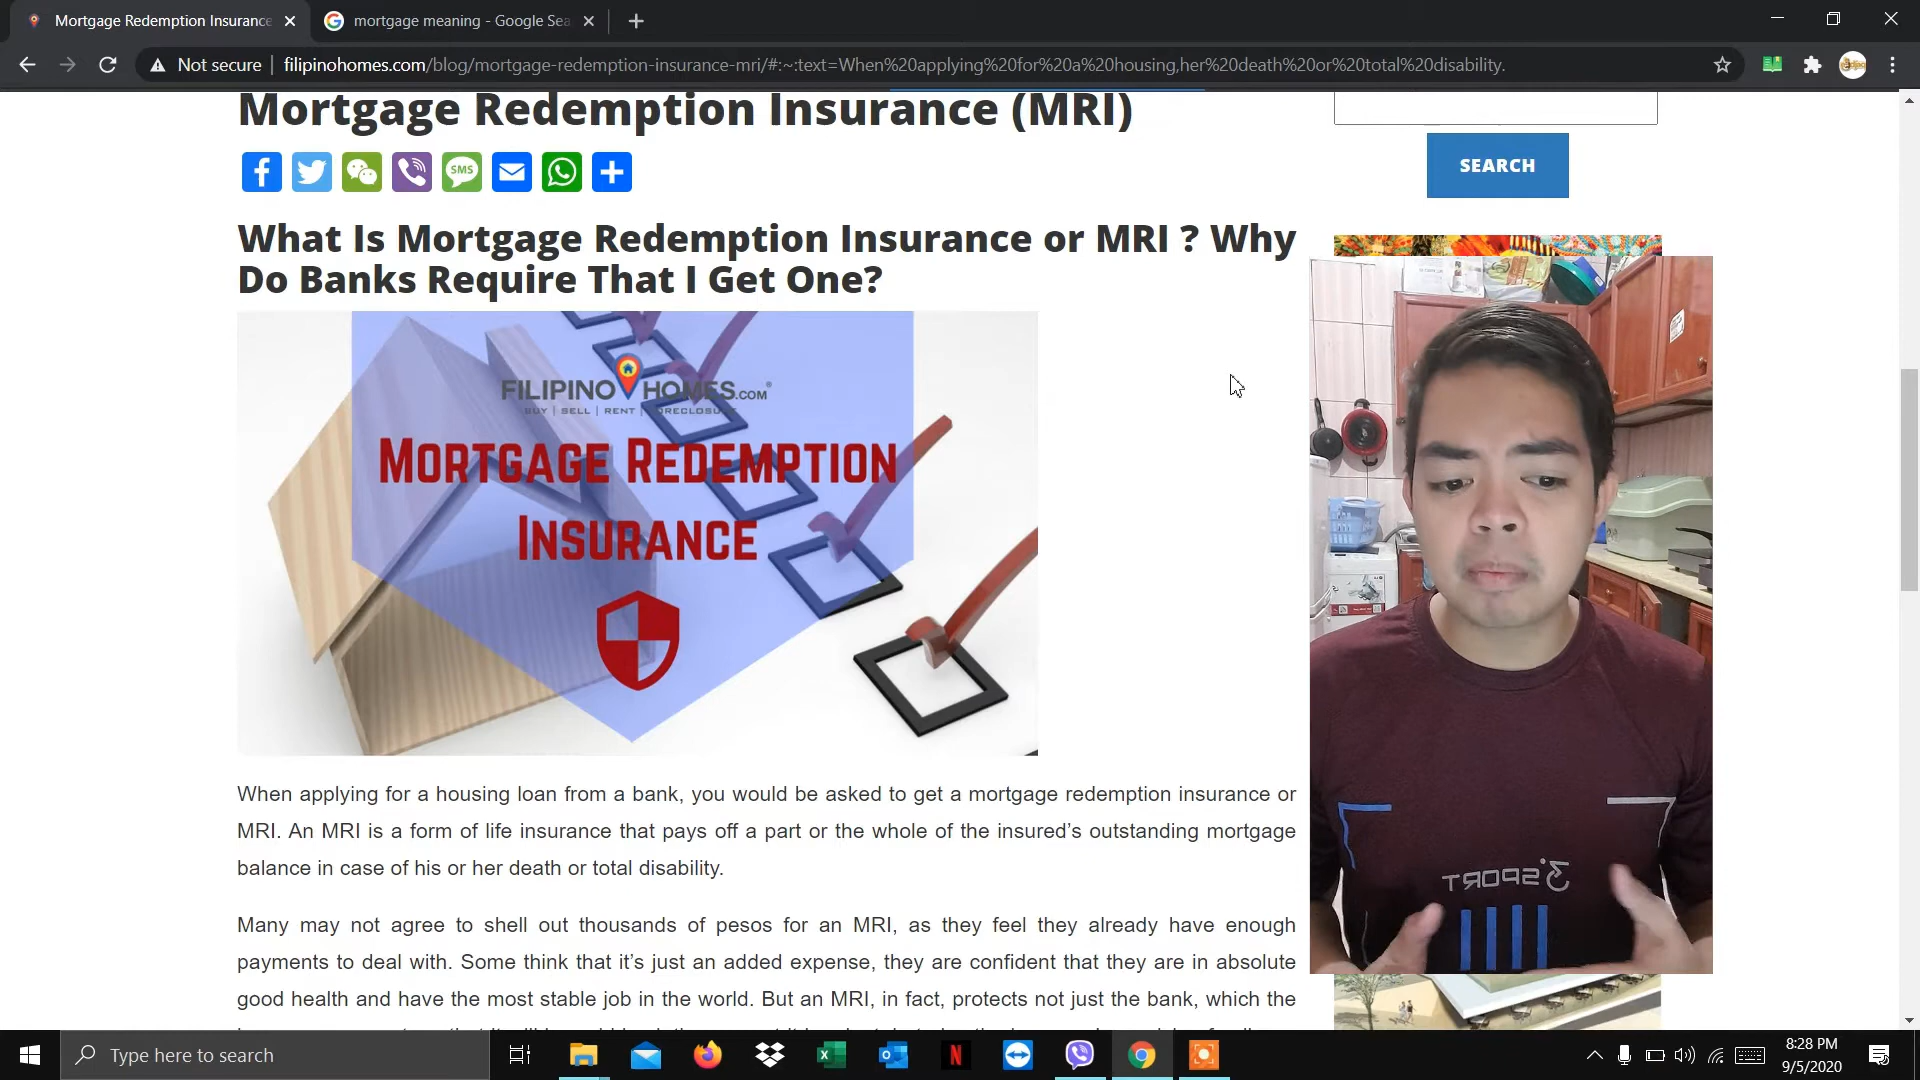 Mortgage Redemption Insurance
mortgage meaning - Google Sea
Not secure
filipinohomes.com/blog/mortgage-redemption-insurance-mri/#:~:text=When%20applying%20for%20a%20housing,her%20death%20or%20total%20disability.
Mortgage Redemption Insurance (MRI)
SEARCH
SMS
What Is Mortgage Redemption Insurance or MRI ? Why
Do Banks Require That I Get One?
FILIPINO HOMES.COM®
BUY | SELL | RENT | FORECLOSURE
MORTGAGE REDEMPTION
INSURANCE
When applying for a housing loan from a bank, you would be asked to get a mortgage redemption insurance or
MRI. An MRI is a form of life insurance that pays off a part or the whole of the insured’s outstanding mortgage
balance in case of his or her death or total disability.
3°SPORT
Many may not agree to shell out thousands of pesos for an MRI, as they feel they already have enough
payments to deal with. Some think that it’s just an added expense, they are confident that they are in absolute
good health and have the most stable job in the world. But an MRI, in fact, protects not just the bank, which the
Type here to search
8:28 PM
9/5/2020